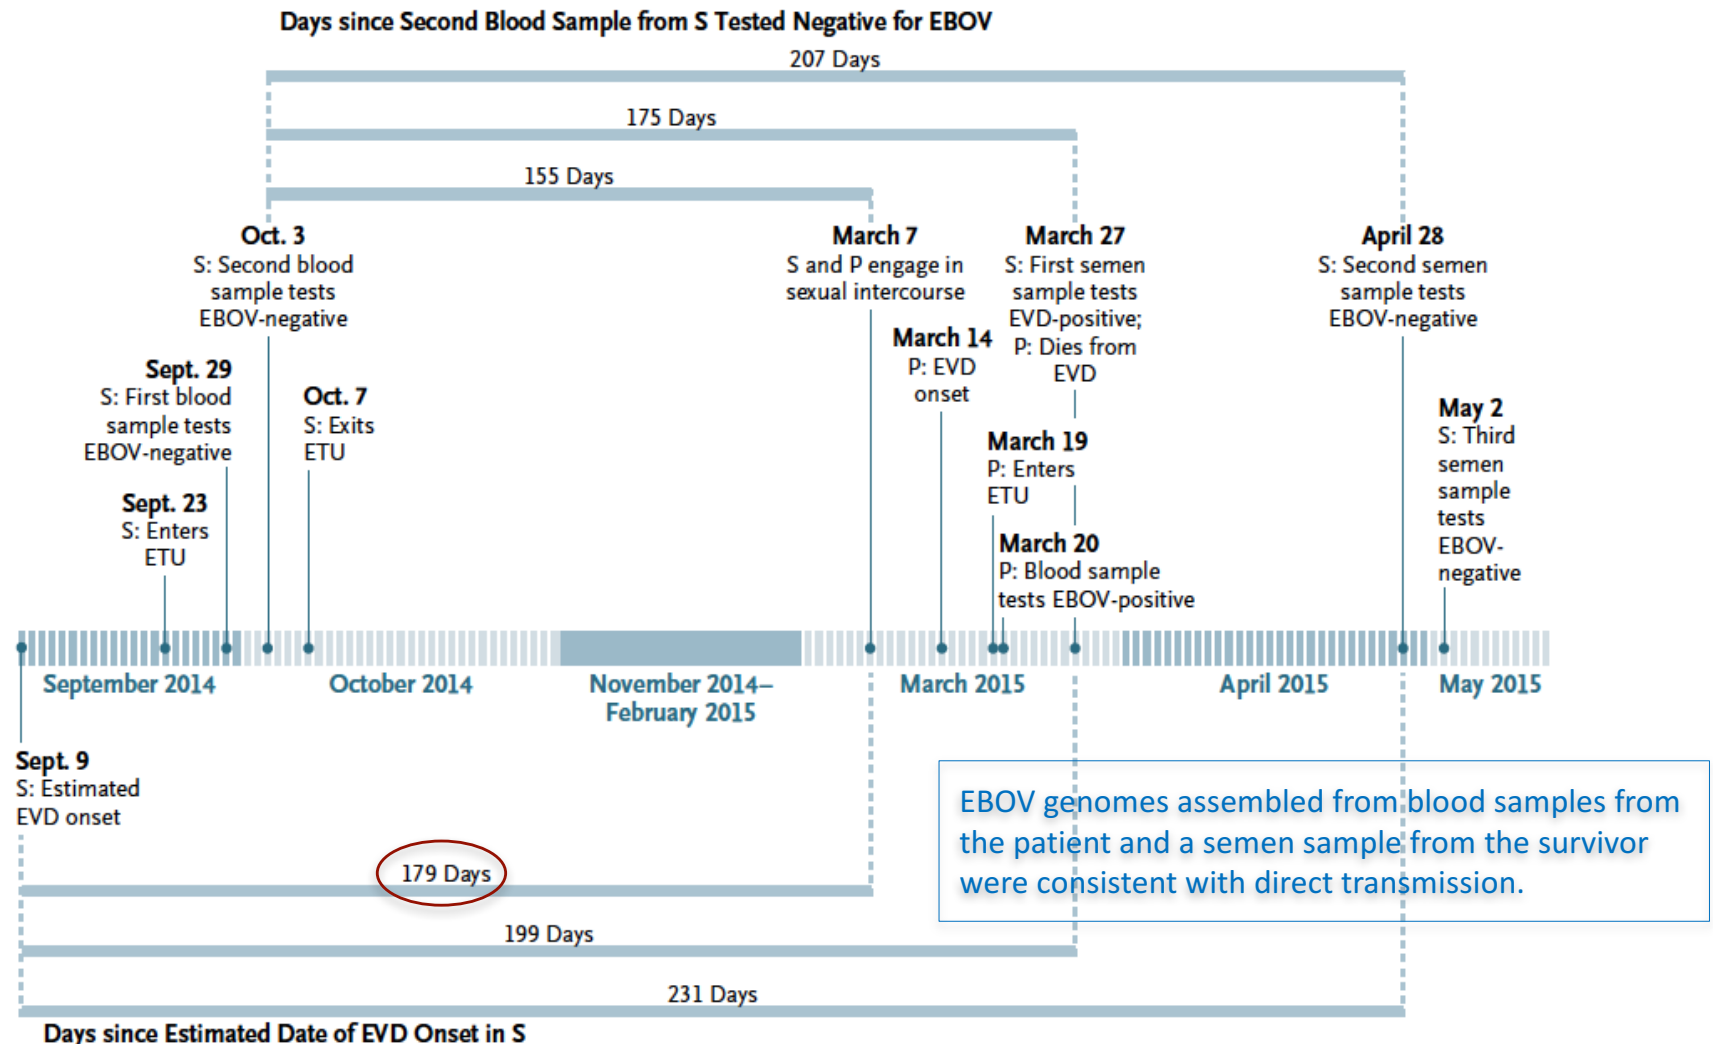 Days since Second Blood Sample from S Tested Negative for EBOV
207 Days
175 Days
155 Days
Oct. 3
S: Second blood
sample tests
EBOV-negative
March 7
S and P engage in
sexual intercourse
March 27
S: First semen
sample tests
EVD-positive;
P: Dies from
EVD
April 28
S: Second semen
sample tests
EBOV-negative
Sept. 29
S: First blood
sample tests
EBOV-negative
Oct. 7
S: Exits
ETU
March 14
P: EVD
onset
March 19
P: Enters
ETU
May 2
S: Third
semen
sample
tests
EBOV-
negative
Sept. 23
S: Enters
ETU
March 20
P: Blood sample
tests EBOV-positive
September 2014
October 2014
November 2014–
February 2015
March 2015
April 2015
May 2015
Sept. 9
S: Estimated
EVD onset
EBOV genomes assembled from blood samples from
the patient and a semen sample from the survivor
were consistent with direct transmission.
179 Days
199 Days
231 Days
Days since Estimated Date of EVD Onset in S